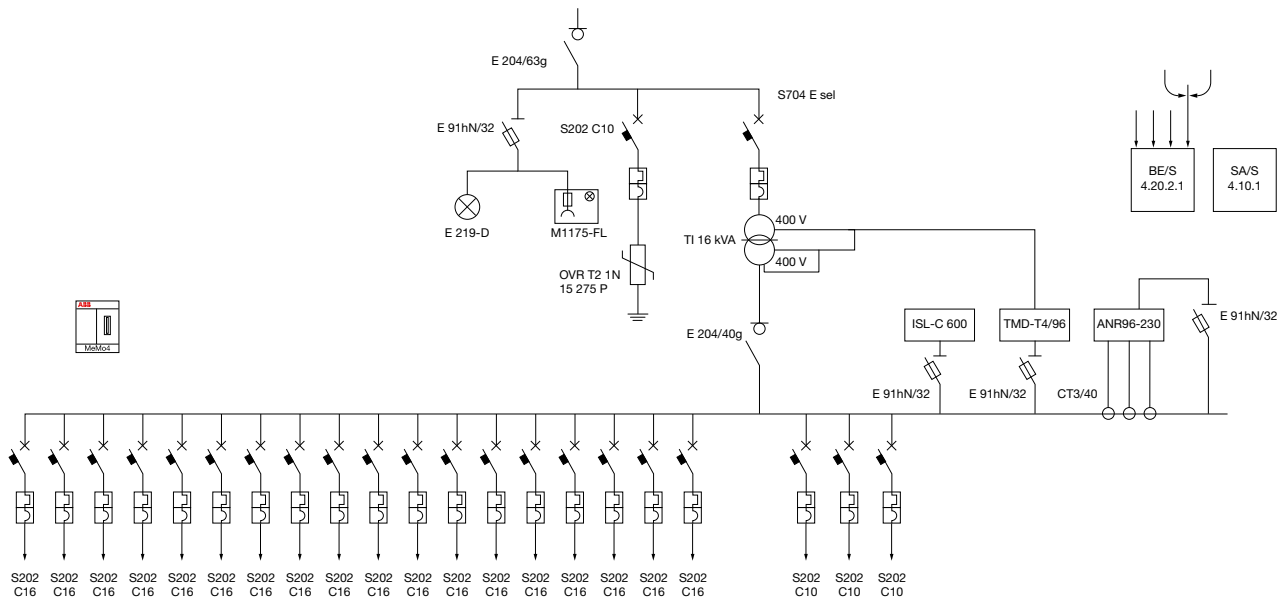 E 204/63g
S704 E sel
E 91hN/32
S202 C10
BE/S
4.20.2.1
SA/S
4.10.1
E 219-D
M1175-FL
400 V
TI 16 kVA
400 V
OVR T2 1N
15 275 P
ABB
MeMo4
E 204/40g
ISL-C 600
TMD-T4/96
ANR96-230
E 91hN/32
E 91hN/32
E 91hN/32
CT3/40
S202 S202 S202 S202 S202 S202 S202 S202 S202 S202 S202 S202 S202 S202 S202 S202 S202 S202 S202 S202 S202
C16 C16 C16 C16 C16 C16 C16 C16 C16 C16 C16 C16 C16 C16 C16 C16 C16 C16 C10 C10 C10